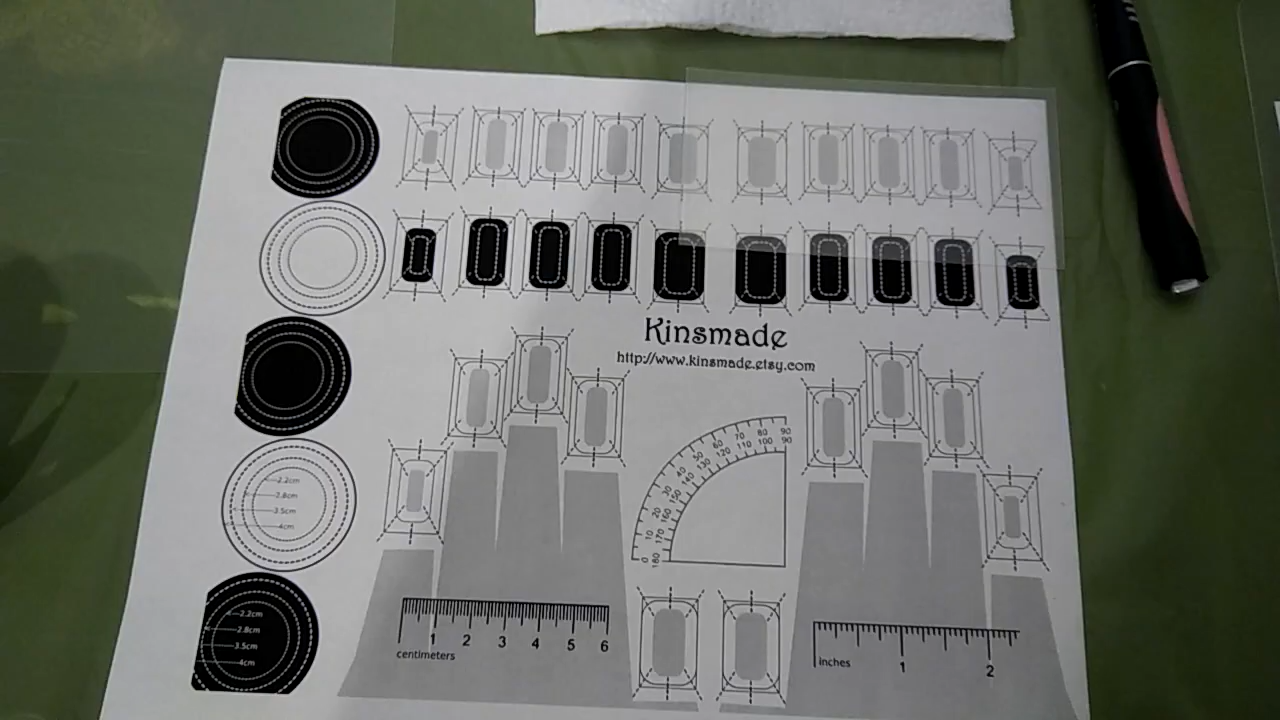 Kinsmade
http://www.kinsmade.etsy.com
2.2cm
2.8cm
3.5cm
4cm
2.2cm
2.8cm
3.5cm
4cm
0 10 20 30 40 50 60 70 80 90
180 170 160 150 140 130 120 110 100 90
1 2 3 4 5 6
centimeters
1 2
inches